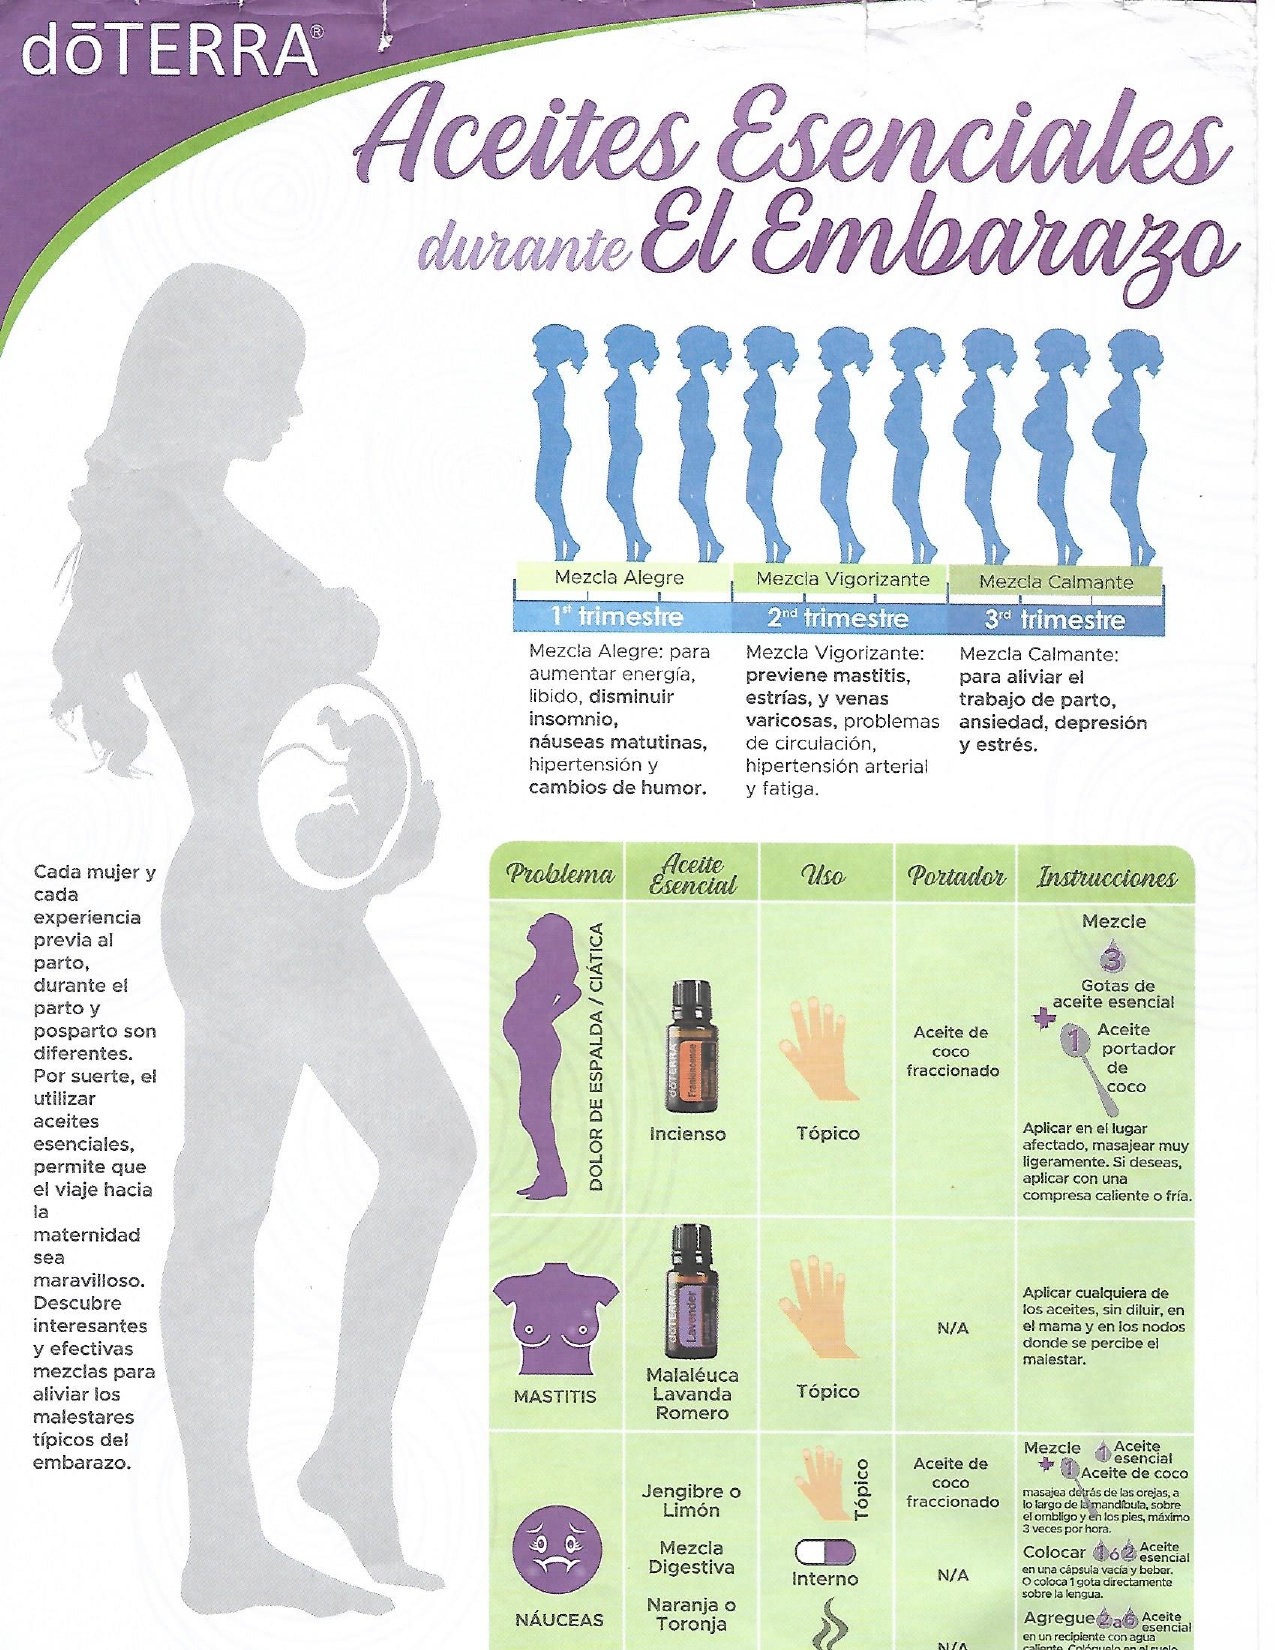 dōTERRA®
Aceites Esenciales
durante El Embarazo
Mezcla Alegre
Mezcla Vigorizante
Mezcla Calmante
1st trimestre
2nd trimestre
3rd trimestre
Mezcla Alegre: para
aumentar energía,
libido, disminuir
insomnio,
náuseas matutinas,
hipertensión y
cambios de humor.
Mezcla Vigorizante:
previene mastitis,
estrías, y venas
varicosas, problemas
de circulación,
hipertensión arterial
y fatiga.
Mezcla Calmante:
para aliviar el
trabajo de parto,
ansiedad, depresión
y estrés.
Cada mujer y
cada
experiencia
previa al
parto,
durante el
parto y
posparto son
diferentes.
Por suerte, el
utilizar
aceites
esenciales,
permite que
el viaje hacia
la
maternidad
sea
maravilloso.
Descubre
interesantes
y efectivas
mezclas para
aliviar los
malestares
típicos del
embarazo.
Problema
Aceite
Esencial
Uso
Portador
Instrucciones
DOLOR DE ESPALDA / CIÁTICA
dōTERRA
Frankincense
Incienso
Tópico
Aceite de
coco
fraccionado
Mezcle
3
Gotas de
aceite esencial
+
1 Aceite
portador
de
coco
Aplicar en el lugar
afectado, masajear muy
ligeramente. Si deseas,
aplicar con una
compresa caliente o fría.
MASTITIS
dōTERRA
Lavender
Malaléuca
Lavanda
Romero
Tópico
N/A
Aplicar cualquiera de
los aceites, sin diluir, en
el mama y en los nodos
donde se percibe el
malestar.
NÁUSEAS
Jengibre o
Limón
Mezcla
Digestiva
Naranja o
Toronja
Tópico
Interno
Aceite de
coco
fraccionado
N/A
N/A
Mezcle 1 Aceite
esencial
+ 1 Aceite de coco
masajea detrás de las orejas, a
lo largo de la mandíbula, sobre
el ombligo y en los pies, máximo
3 veces por hora.
Colocar 1 ó 2 Aceite
esencial
en una cápsula vacía y beber.
O coloca 1 gota directamente
sobre la lengua.
Agregue 2 a 6 Aceite
esencial
en un recipiente con agua